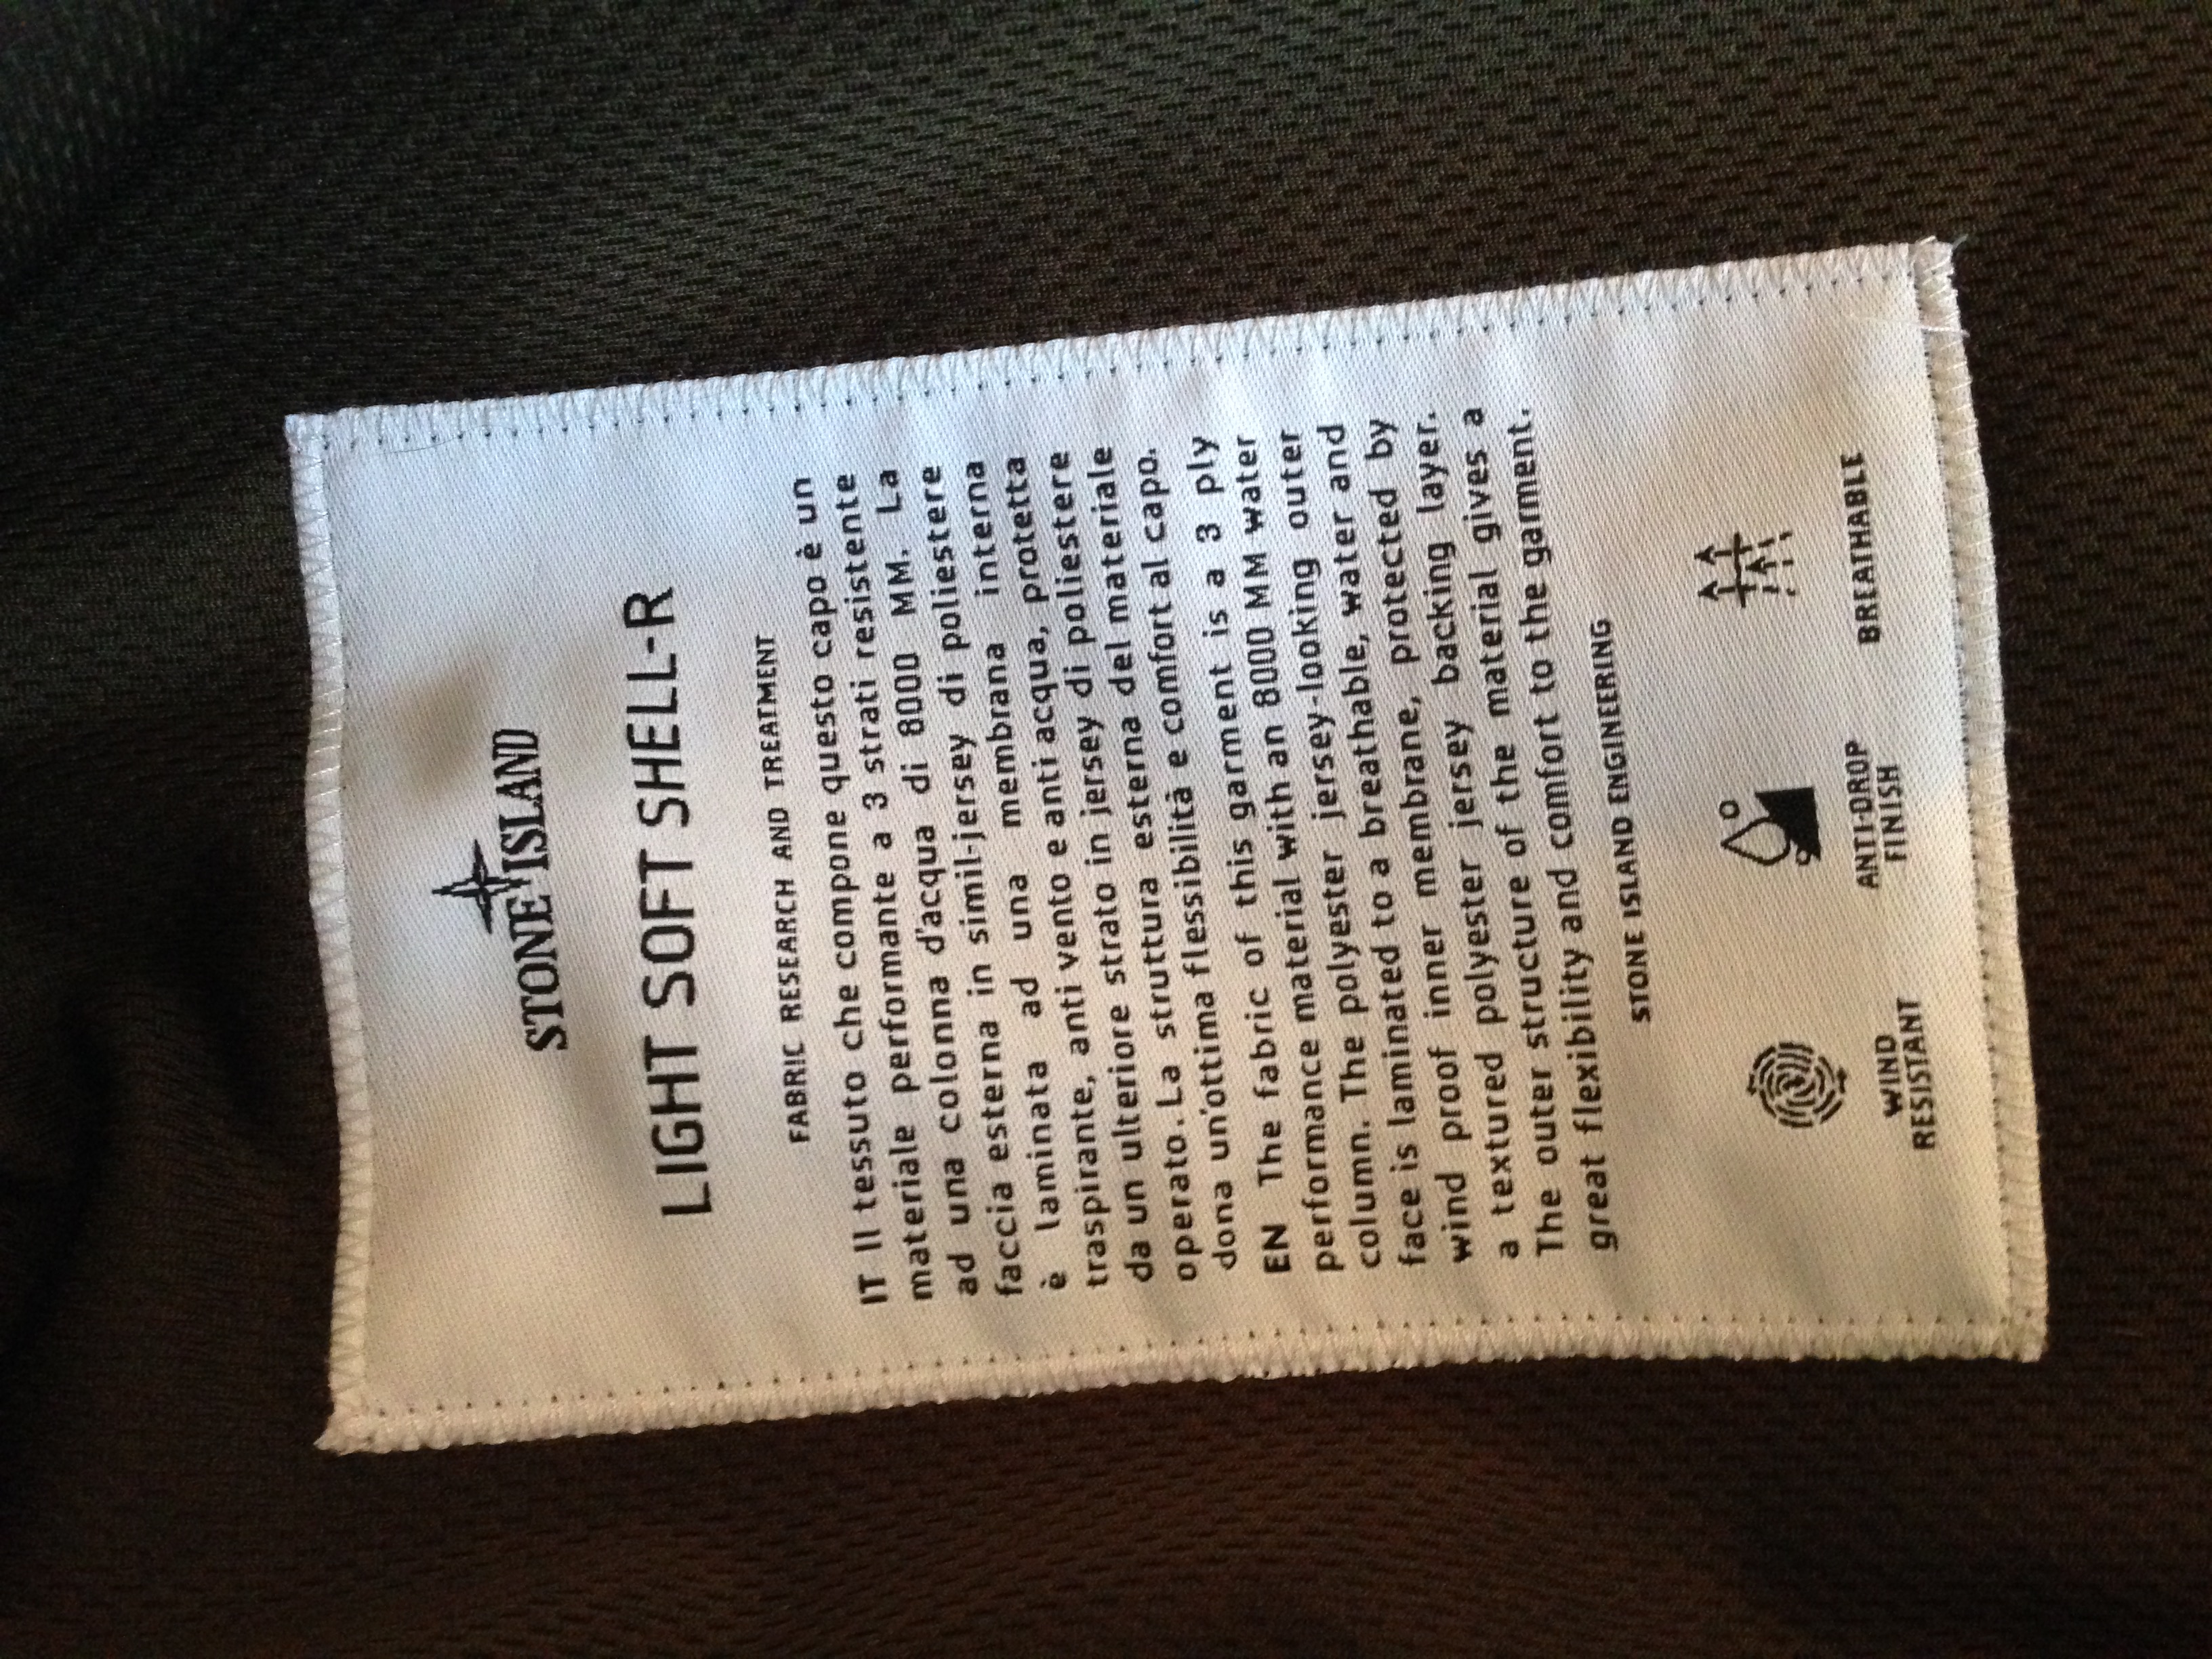 STONE ISLAND
LIGHT SOFT SHELL-R
FABRIC RESEARCH AND TREATMENT
IT Il tessuto che compone questo capo è un
materiale performante a 3 strati resistente
ad una colonna d'acqua di 8000 MM. La
faccia esterna in simil-jersey di poliestere
è laminata ad una membrana interna
traspirante, anti vento e anti acqua, protetta
da un ulteriore strato in jersey di poliestere
operato. La struttura esterna del materiale
dona un'ottima flessibilità e comfort al capo.
EN The fabric of this garment is a 3 ply
performance material with an 8000 MM water
column. The polyester jersey-looking outer
face is laminated to a breathable, water and
wind proof inner membrane, protected by
a textured polyester jersey backing layer.
The outer structure of the material gives a
great flexibility and comfort to the garment.
STONE ISLAND ENGINEERING
WIND
RESISTANT
ANTI-DROP
FINISH
BREATHABLE